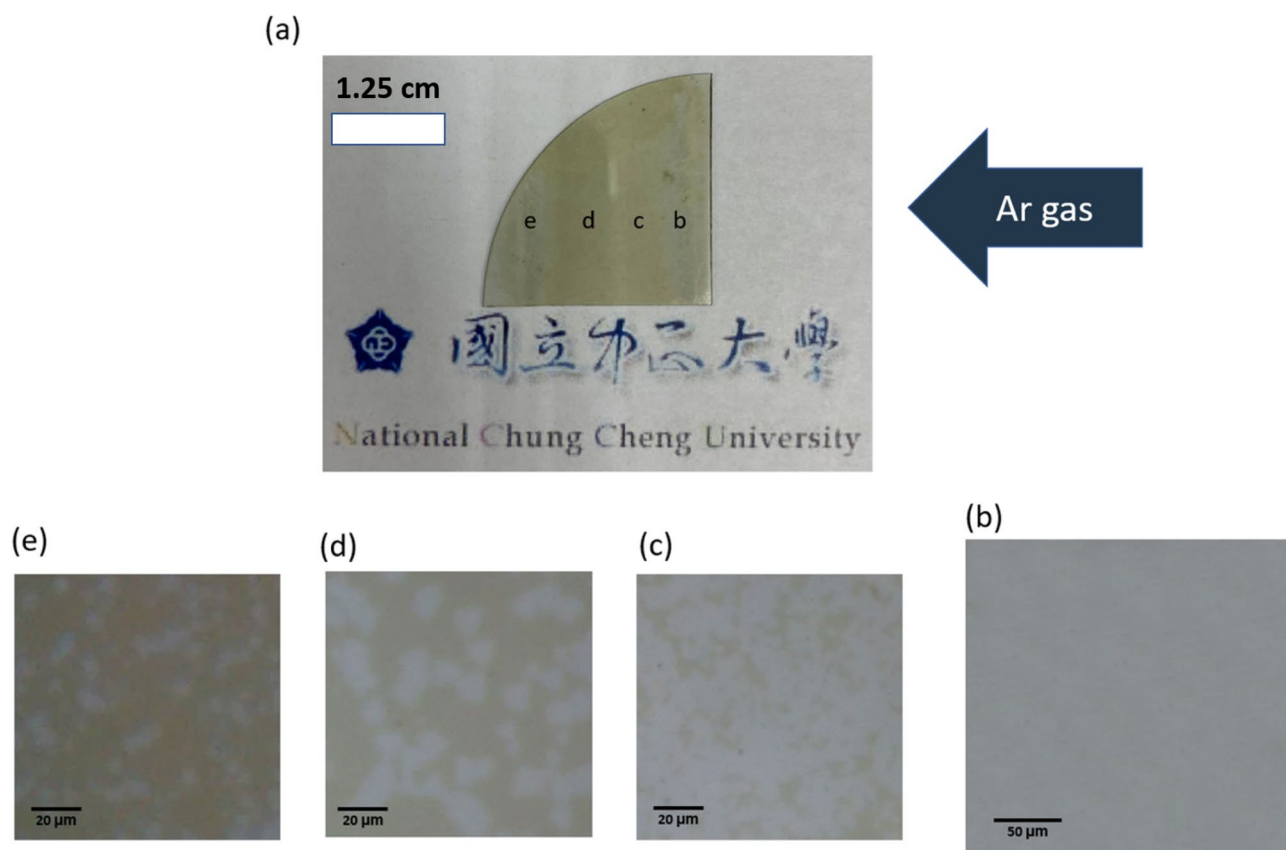 (a)
1.25 cm
e d c b
Ar gas
國立中正大學
National Chung Cheng University
(e)
(d)
(c)
(b)
20 μm
20 μm
20 μm
50 μm